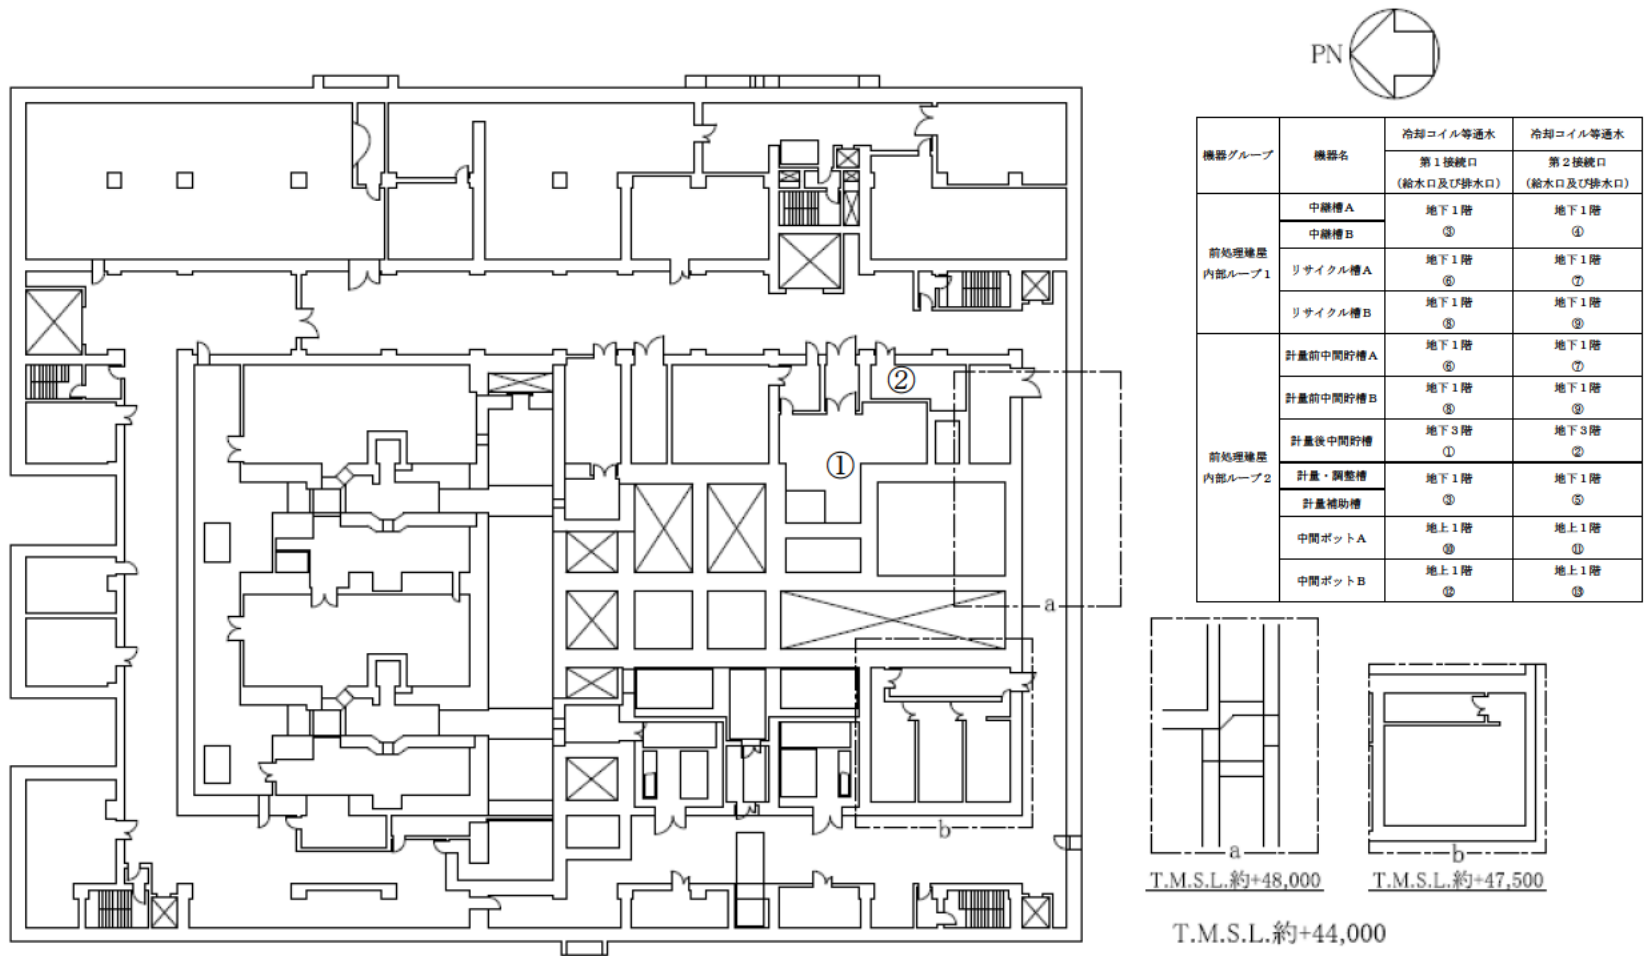 PN
機器グループ
機器名
冷却コイル等通水
冷却コイル等通水
第１接続口
(給水口及び排水口)
第２接続口
(給水口及び排水口)
前処理建屋
内部ループ１
中継槽A
中継槽B
地下１階
③
地下１階
④
リサイクル槽A
地下１階
⑥
地下１階
⑦
リサイクル槽B
地下１階
⑧
地下１階
⑨
前処理建屋
内部ループ２
計量前中間貯槽A
地下１階
⑥
地下１階
⑦
計量前中間貯槽B
地下１階
⑧
地下１階
⑨
計量後中間貯槽
地下３階
①
地下３階
②
計量・調整槽
計量補助槽
地下１階
③
地下１階
⑤
中間ポットA
地上１階
⑩
地上１階
⑪
中間ポットB
地上１階
⑫
地上１階
⑬
②
①
a
b
a
T.M.S.L.約+48,000
b
T.M.S.L.約+47,500
T.M.S.L.約+44,000